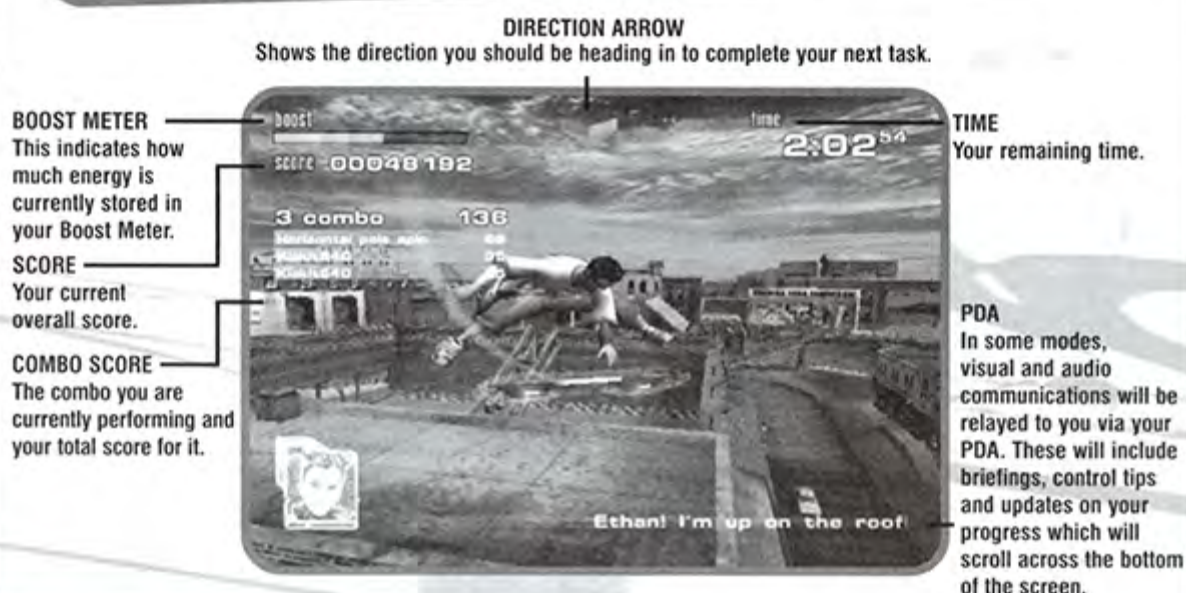 DIRECTION ARROW
Shows the direction you should be heading in to complete your next task.
BOOST METER
This indicates how
much energy is
currently stored in
your Boost Meter.
SCORE
Your current
overall score.
COMBO SCORE
The combo you are
currently performing and
your total score for it.
boost
score 00048192
3 combo 136
Horizontal pole spin
time
2:02 54
Ethan! I'm up on the roof
TIME
Your remaining time.
PDA
In some modes,
visual and audio
communications will be
relayed to you via your
PDA. These will include
briefings, control tips
and updates on your
progress which will
scroll across the bottom
of the screen.